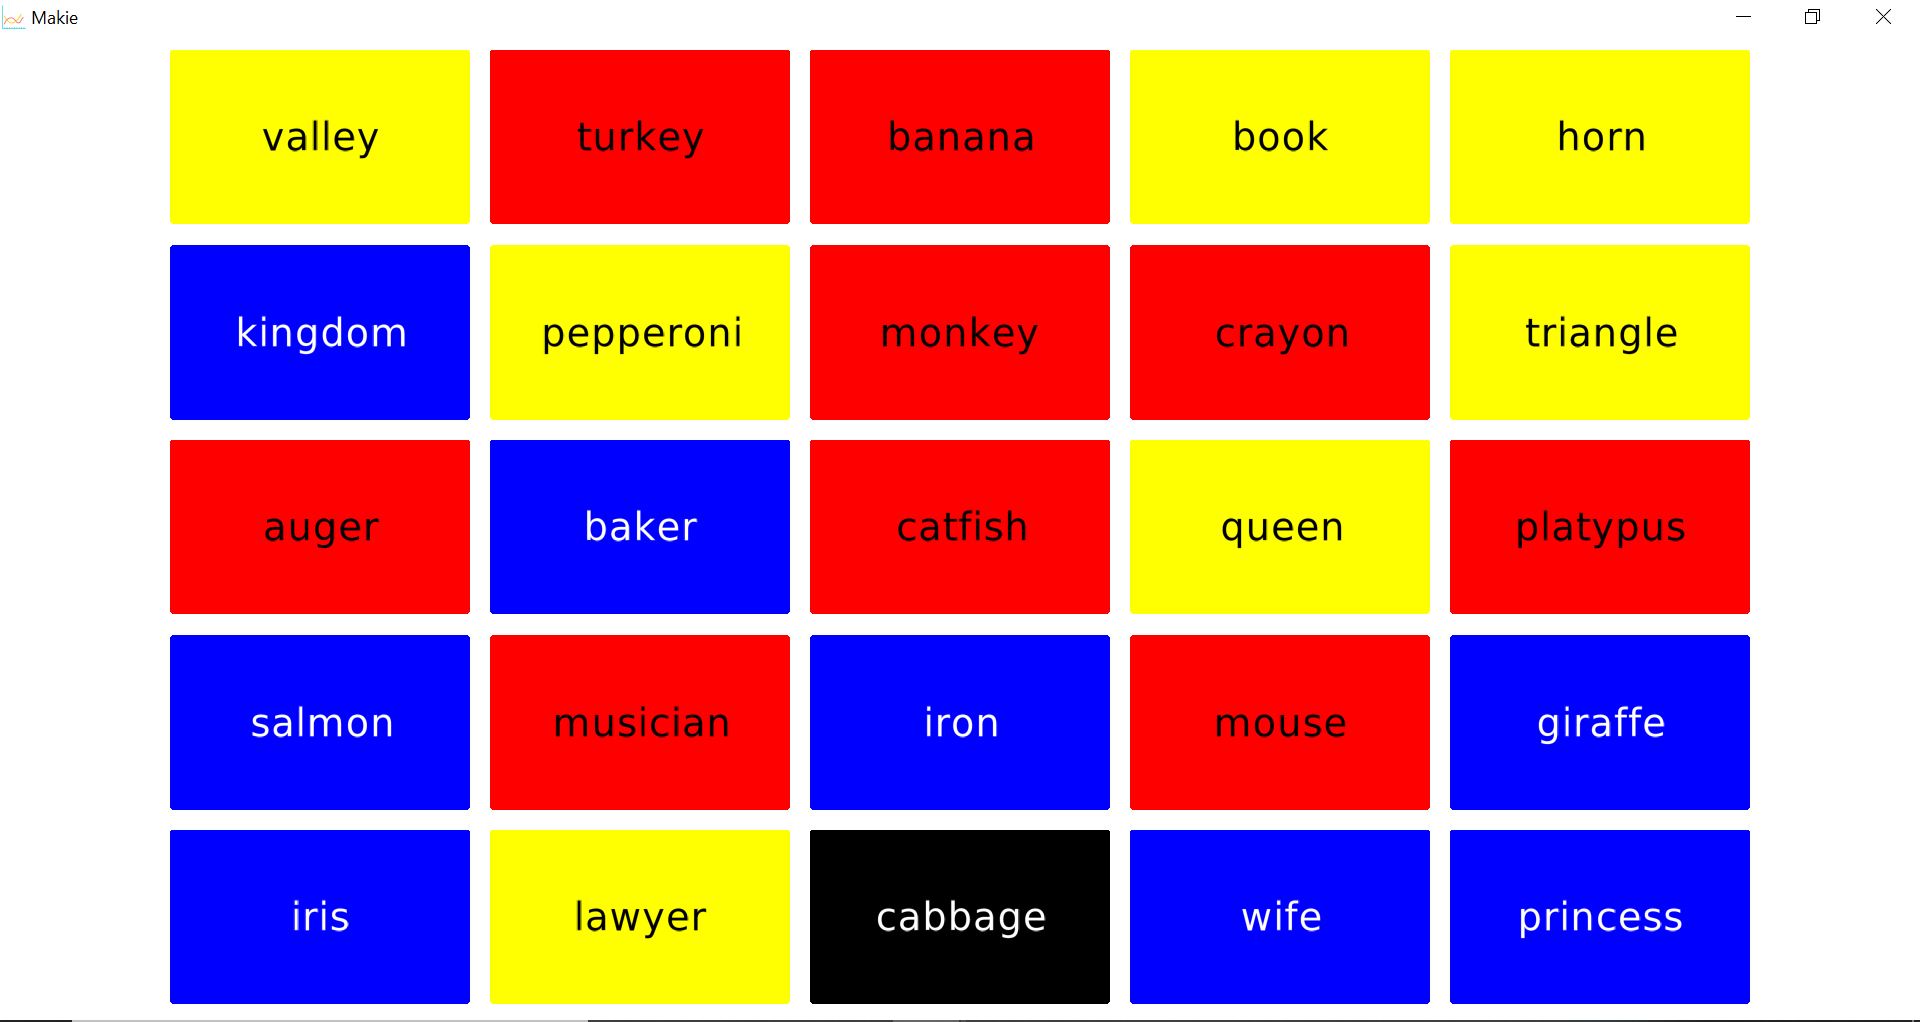 Makie
valley turkey banana book horn
kingdom pepperoni monkey crayon triangle
auger baker catfish queen platypus
salmon musician iron mouse giraffe
iris lawyer cabbage wife princess